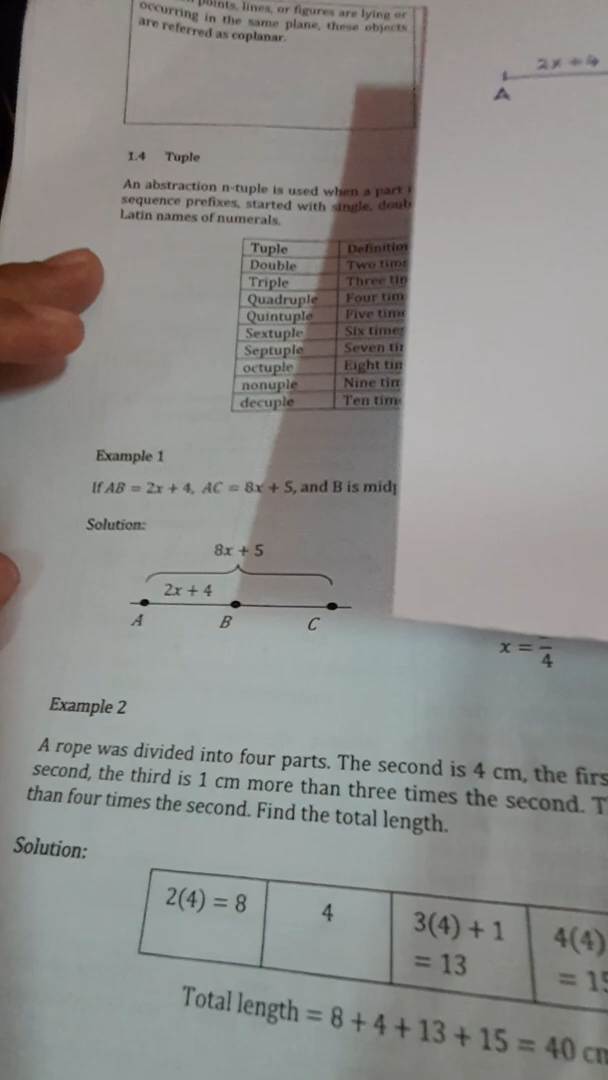 points, lines, or figures are lying or
occurring in the same plane, these objects
are referred as coplanar.
2x + 4
A
1.4 Tuple
An abstraction n-tuple is used when a part
sequence prefixes, started with single, doub
Latin names of numerals.
Tuple Definition
Double Two time
Triple Three tim
Quadruple Four tim
Quintuple Five time
Sextuple Six times
Septuple Seven tir
octuple Eight tin
nonuple Nine tin
decuple Ten time
Example 1
If AB = 2x + 4, AC = 8x + 5, and B is midp
Solution:
8x + 5
2x + 4
A B C
x = 4
Example 2
A rope was divided into four parts. The second is 4 cm, the firs
second, the third is 1 cm more than three times the second. T
than four times the second. Find the total length.
Solution:
2(4) = 8 4 3(4) + 1 4(4)
= 13 = 15
Total length = 8 + 4 + 13 + 15 = 40 cm